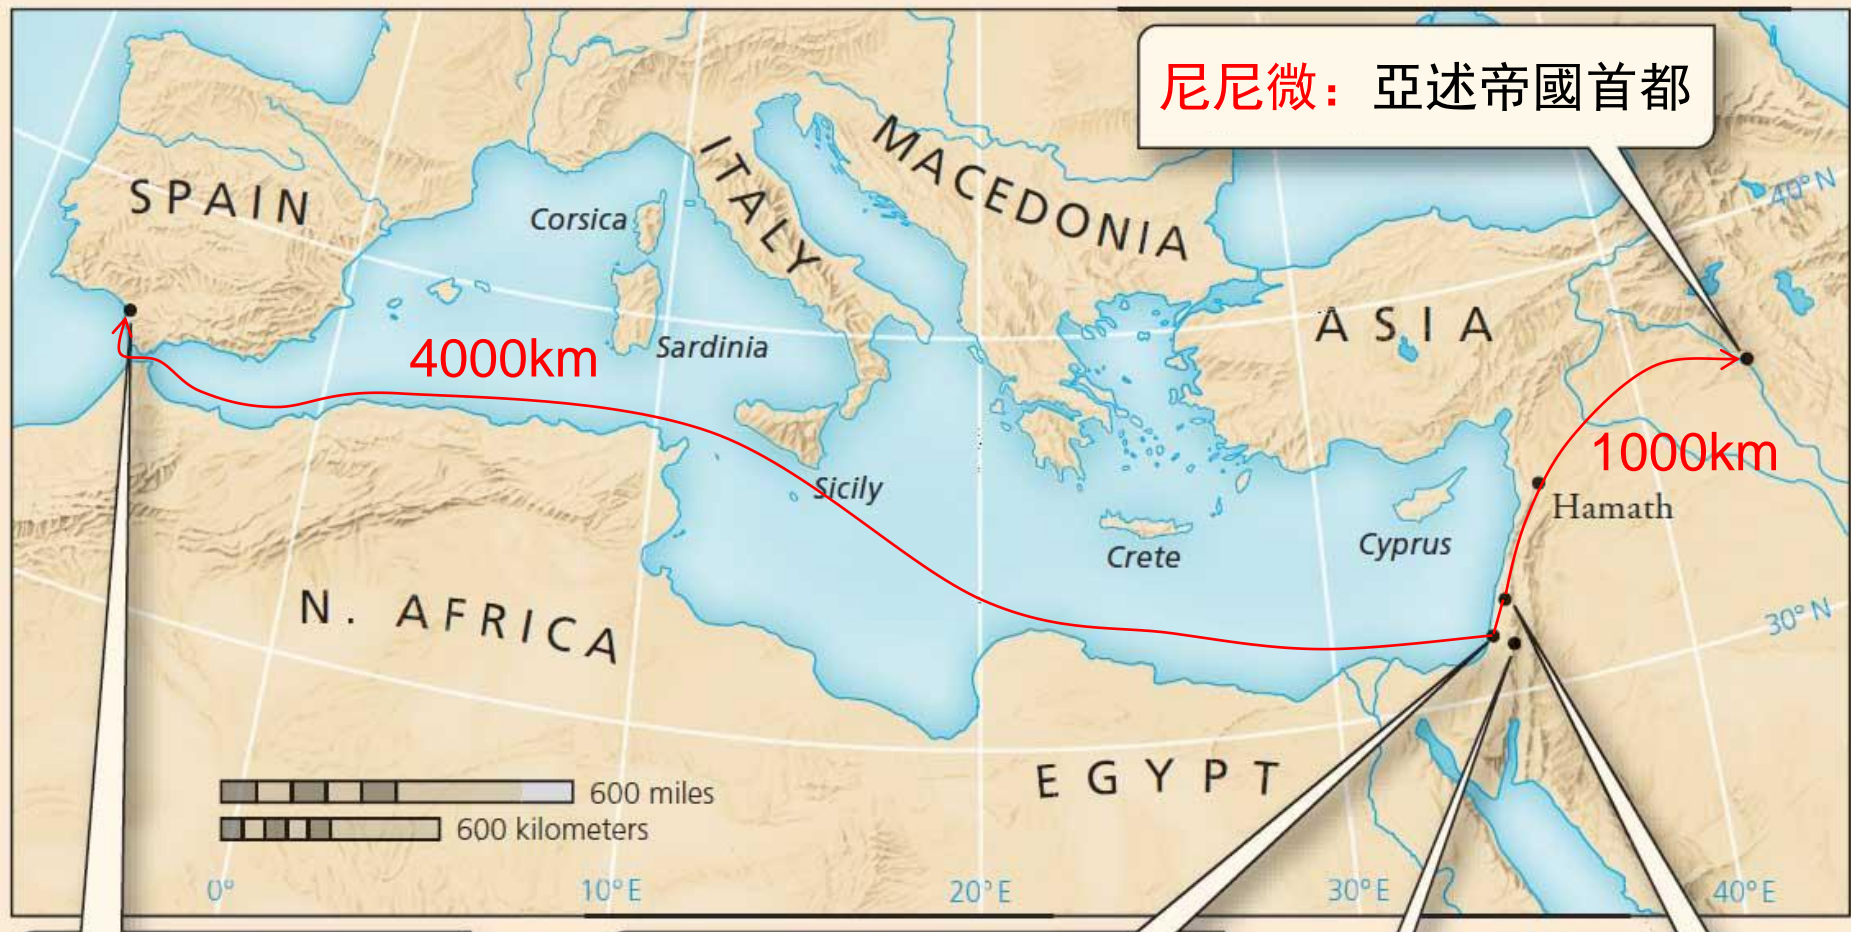 尼尼微：亞述帝國首都
SPAIN
Corsica
ITALY
MACEDONIA
40° N
4000km
Sardinia
ASIA
1000km
Sicily
Hamath
Crete
Cyprus
N. AFRICA
30° N
EGYPT
600 miles
600 kilometers
0°
10° E
20° E
30° E
40° E